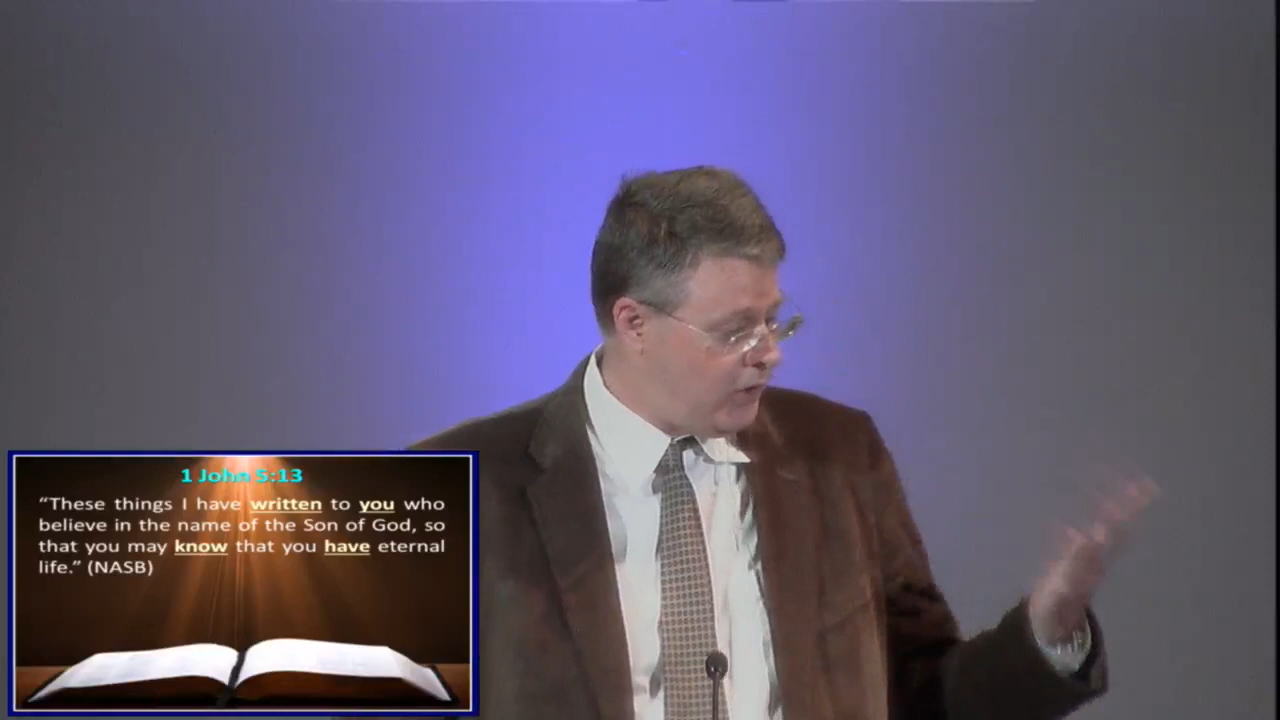 1 John 5:13
“These things I have written to you who
believe in the name of the Son of God, so
that you may know that you have eternal
life.” (NASB)